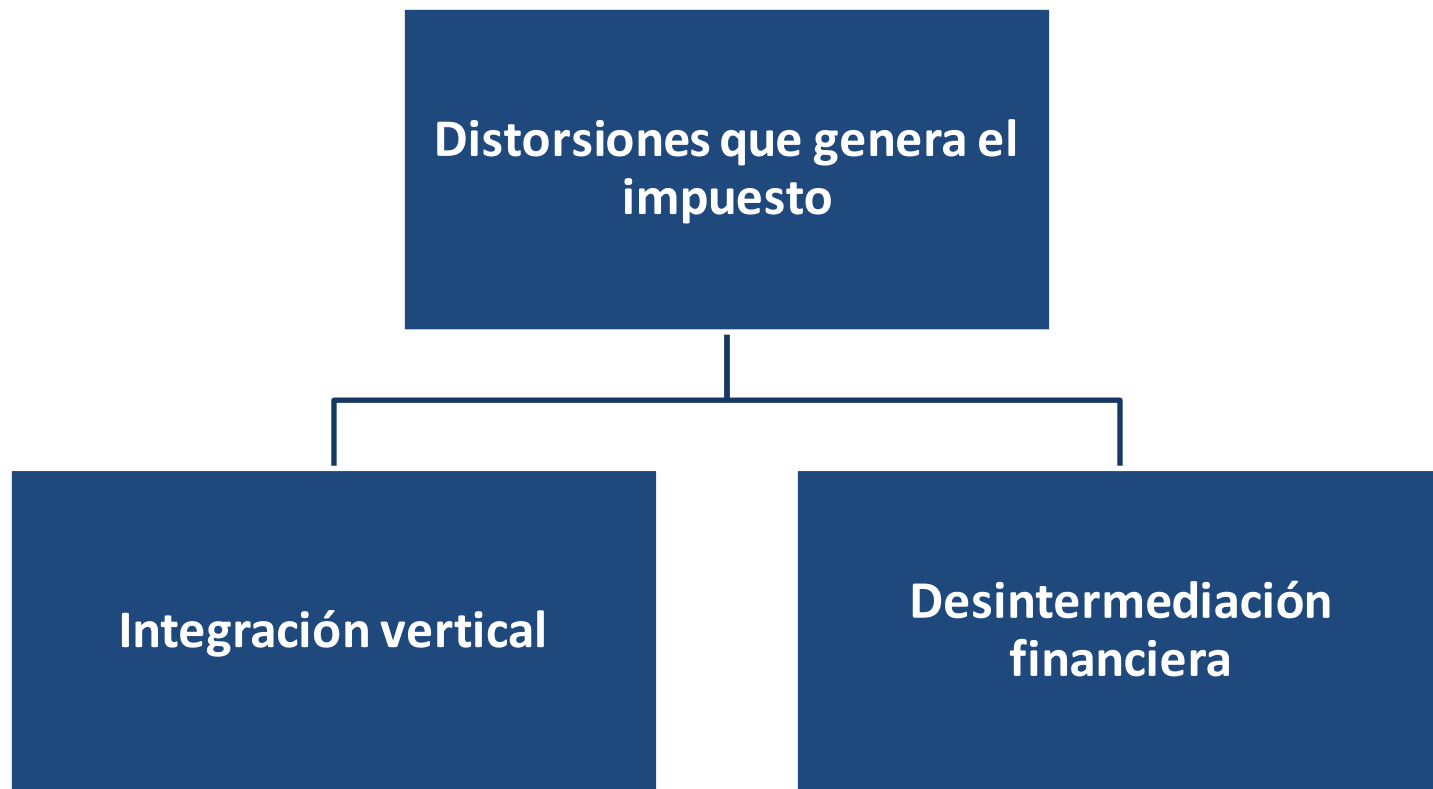 Distorsiones que genera el
impuesto
Integración vertical
Desintermediación
financiera